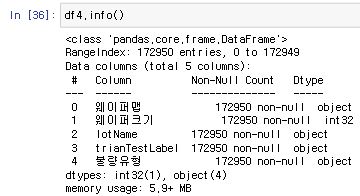 In [36]: df4.info()
<class 'pandas.core.frame.DataFrame'>
RangeIndex: 172950 entries, 0 to 172949
Data columns (total 5 columns):
# Column Non-Null Count Dtype
--- ------ -------------- -----
0 웨이퍼맵 172950 non-null object
1 웨이퍼크기 172950 non-null int32
2 lotName 172950 non-null object
3 trianTestLabel 172950 non-null object
4 불량유형 172950 non-null object
dtypes: int32(1), object(4)
memory usage: 5.9+ MB